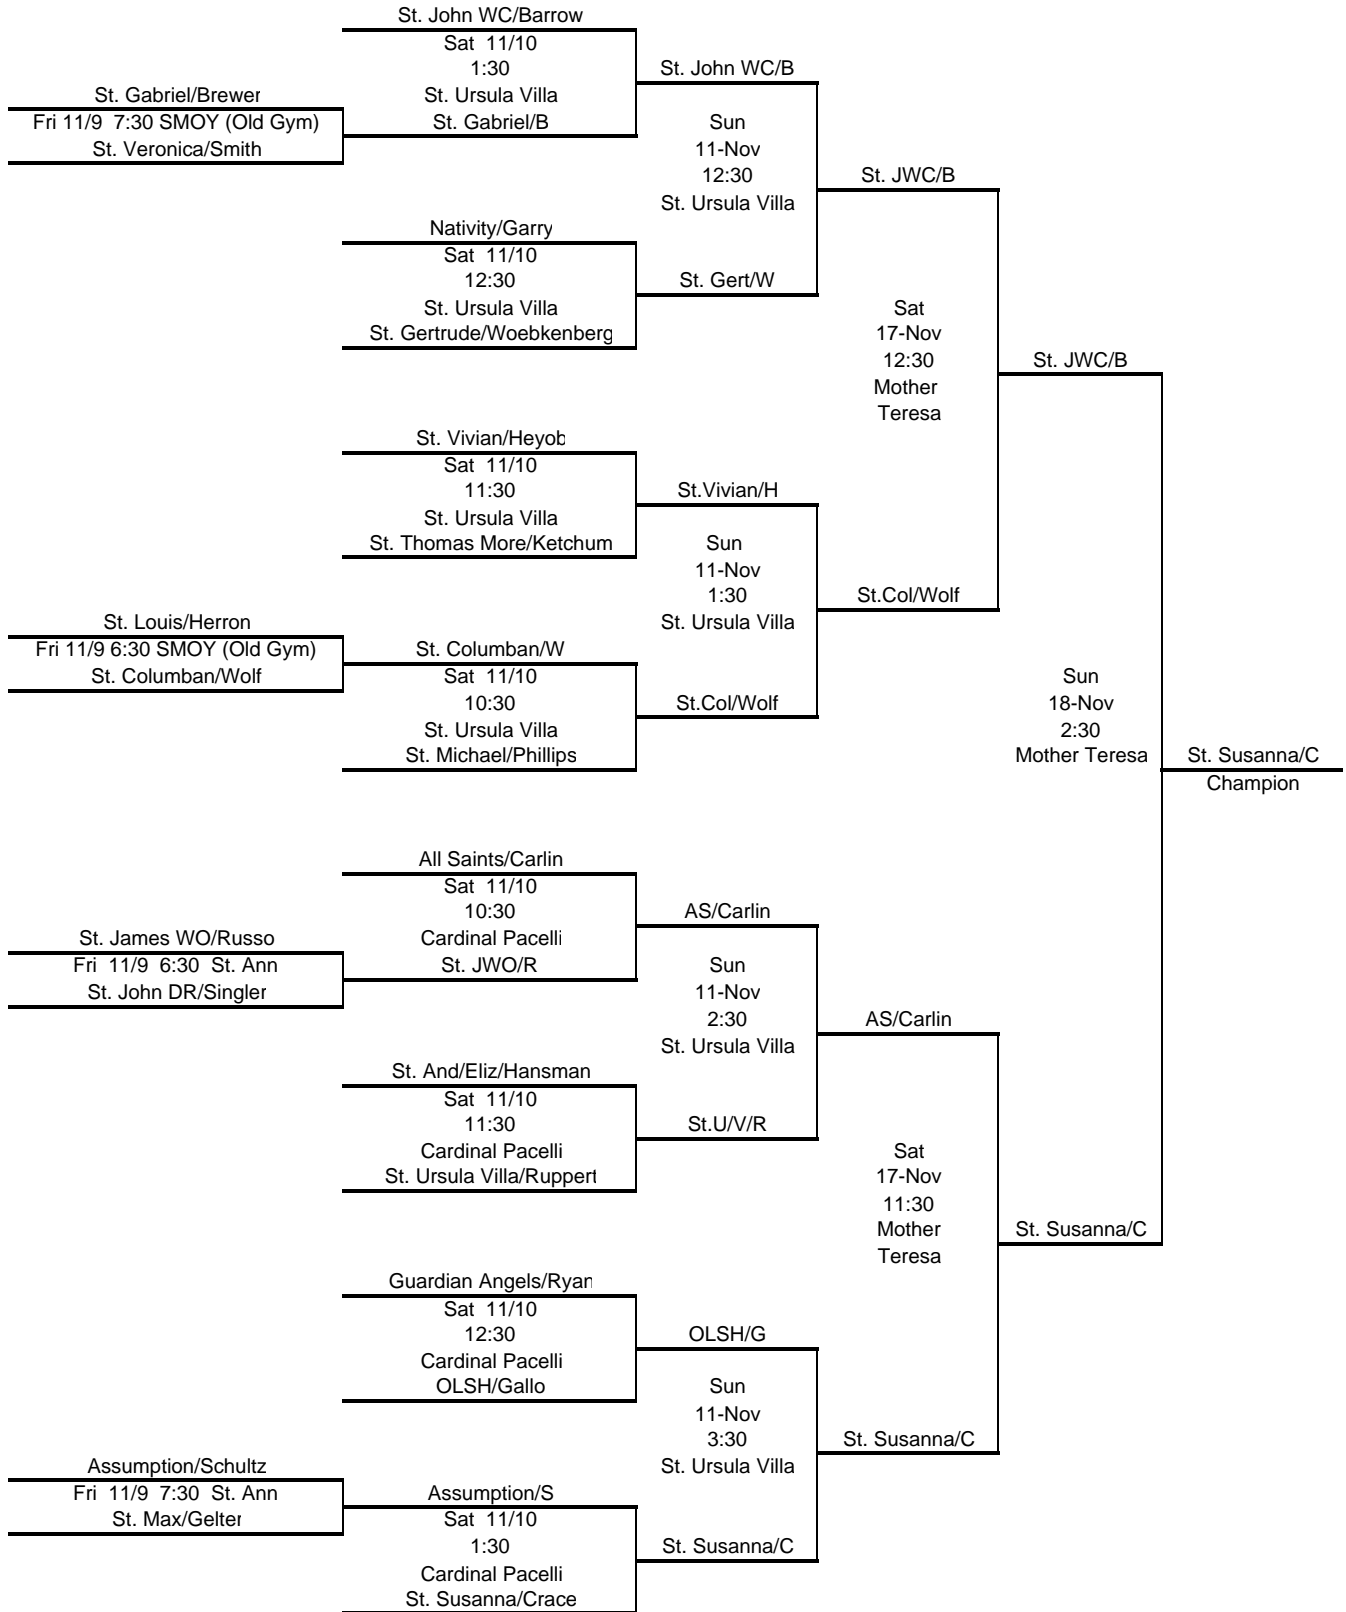 St. John WC/Barrow
Sat 11/10
1:30
St. John WC/B
St. Gabriel/Brewer
St. Ursula Villa
Fri 11/9 7:30 SMOY (Old Gym)
St. Gabriel/B
Sun
St. Veronica/Smith
11-Nov
12:30
St. JWC/B
St. Ursula Villa
Nativity/Garry
Sat 11/10
12:30
St. Gert/W
St. Ursula Villa
Sat
St. Gertrude/Woebkenberg
17-Nov
12:30
St. JWC/B
Mother
Teresa
St. Vivian/Heyob
Sat 11/10
11:30
St.Vivian/H
St. Ursula Villa
St. Thomas More/Ketchum
Sun
11-Nov
1:30
St.Col/Wolf
St. Louis/Herron
St. Ursula Villa
Fri 11/9 6:30 SMOY (Old Gym)
St. Columban/W
St. Columban/Wolf
Sat 11/10
Sun
10:30
St.Col/Wolf
18-Nov
St. Ursula Villa
2:30
St. Michael/Phillips
Mother Teresa
St. Susanna/C
Champion
All Saints/Carlin
Sat 11/10
10:30
AS/Carlin
St. James WO/Russo
Cardinal Pacelli
Fri 11/9 6:30 St. Ann
St. JWO/R
Sun
St. John DR/Singler
11-Nov
2:30
AS/Carlin
St. Ursula Villa
St. And/Eliz/Hansman
Sat 11/10
11:30
St.U/V/R
Cardinal Pacelli
Sat
St. Ursula Villa/Ruppert
17-Nov
11:30
Mother
St. Susanna/C
Teresa
Guardian Angels/Ryan
Sat 11/10
12:30
OLSH/G
Cardinal Pacelli
OLSH/Gallo
Sun
11-Nov
3:30
St. Susanna/C
Assumption/Schultz
St. Ursula Villa
Fri 11/9 7:30 St. Ann
Assumption/S
St. Max/Gelter
Sat 11/10
1:30
St. Susanna/C
Cardinal Pacelli
St. Susanna/Crace